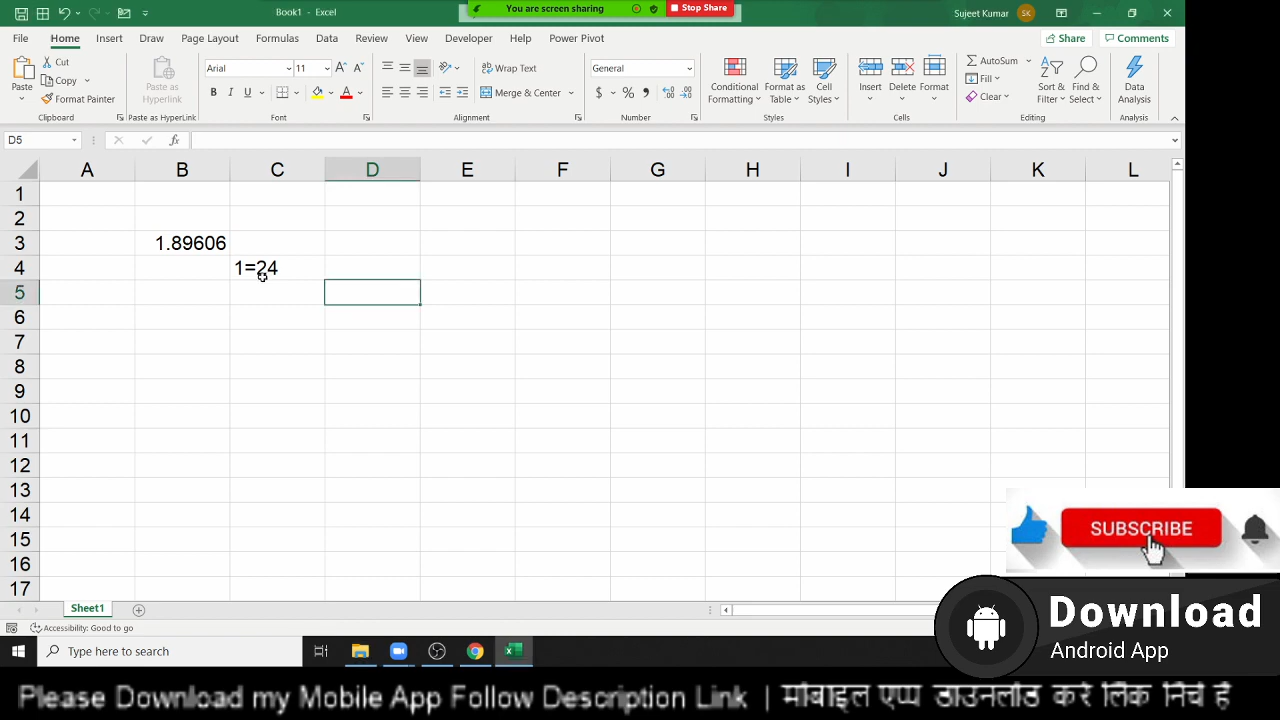 Book1 - Excel
You are screen sharing
Stop Share
Sujeet Kumar
SK
File Home Insert Draw Page Layout Formulas Data Review View Developer Help Power Pivot
Share
Comments
Paste
Cut
Copy
Format Painter
Clipboard
Paste as Hyperlink
Paste as HyperLink
Arial 11
B I U
Font
Wrap Text
Merge & Center
Alignment
General
$ % ,
Number
Conditional Formatting
Format as Table
Cell Styles
Styles
Insert Delete Format
Cells
AutoSum
Fill
Clear
Sort & Filter
Find & Select
Editing
Data Analysis
Analysis
D5
fx
A B C D E F G H I J K L
1
2
3 1.89606
4 1=24
5
6
7
8
9
10
11
12
13
14
15
16
17
SUBSCRIBE
Sheet1
Accessibility: Good to go
Download
Android App
Type here to search
Please Download my Mobile App Follow Description Link | मोबाइल एप्प डाउनलोड करे लिंक निचे है